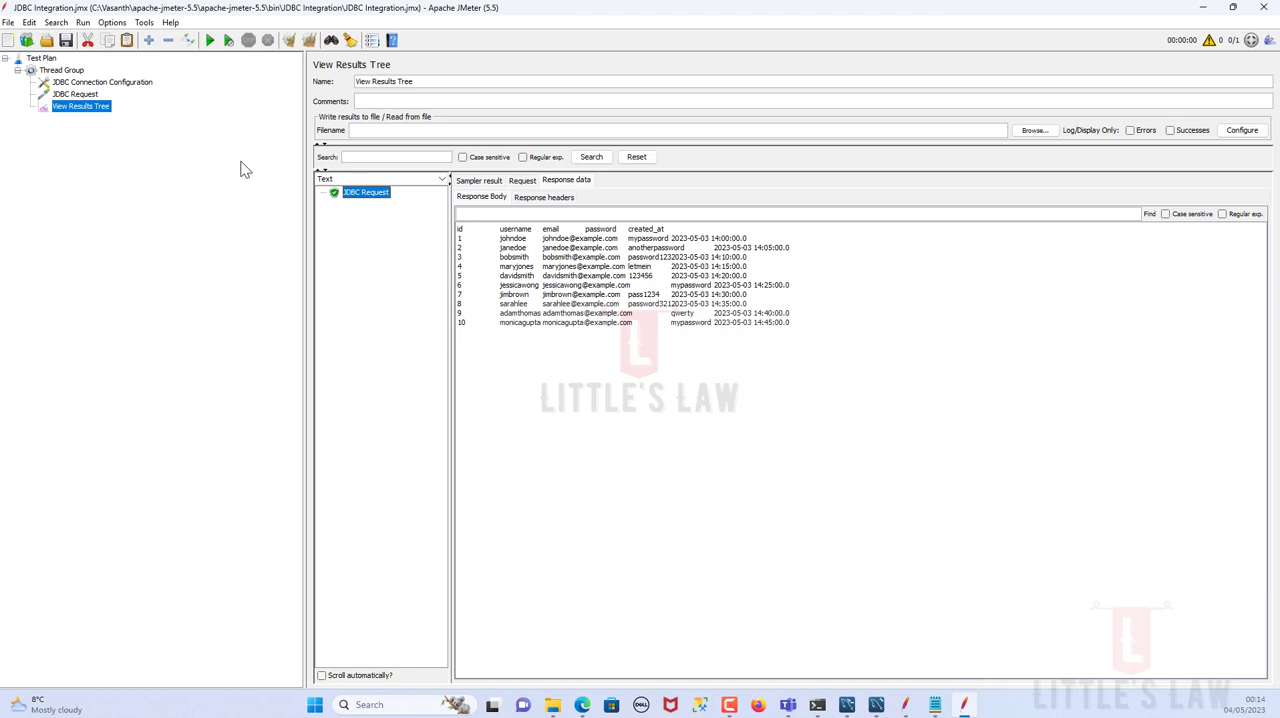 JDBC Integration.jmx (C:\Vasanth\apache-jmeter-5.5\apache-jmeter-5.5\bin\JDBC Integration\JDBC Integration.jmx) - Apache JMeter (5.5)
File Edit Search Run Options Tools Help
00:00:00 0 0/1
Test Plan
Thread Group
JDBC Connection Configuration
JDBC Request
View Results Tree
View Results Tree
Name: View Results Tree
Comments:
Write results to file / Read from file
Filename Browse... Log/Display Only: Errors Successes Configure
Search: Case sensitive Regular exp. Search Reset
Text
JDBC Request
Scroll automatically?
Sampler result Request Response data
Response Body Response headers
Find Case sensitive Regular exp.
id username email password created_at
1 johndoe johndoe@example.com mypassword 2023-05-03 14:00:00.0
2 janedoe janedoe@example.com anotherpassword 2023-05-03 14:05:00.0
3 bobsmith bobsmith@example.com password1232023-05-03 14:10:00.0
4 maryjones maryjones@example.com letmein 2023-05-03 14:15:00.0
5 davidsmith davidsmith@example.com 123456 2023-05-03 14:20:00.0
6 jessicawong jessicawong@example.com mypassword 2023-05-03 14:25:00.0
7 jimbrown jimbrown@example.com pass1234 2023-05-03 14:30:00.0
8 sarahlee sarahlee@example.com password3212023-05-03 14:35:00.0
9 adamthomas adamthomas@example.com qwerty 2023-05-03 14:40:00.0
10 monicagupta monicagupta@example.com mypassword 2023-05-03 14:45:00.0
LITTLE'S LAW
LITTLE'S LAW
8°C
Mostly cloudy
Search
DELL
00:14
04/05/2023